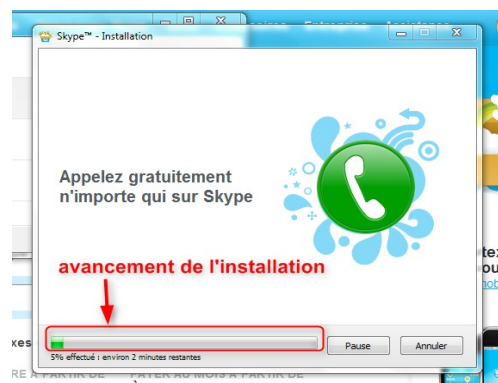 Skype™ - Installation
Appelez gratuitement
n'importe qui sur Skype
avancement de l'installation
5% effectué : environ 2 minutes restantes
Pause
Annuler